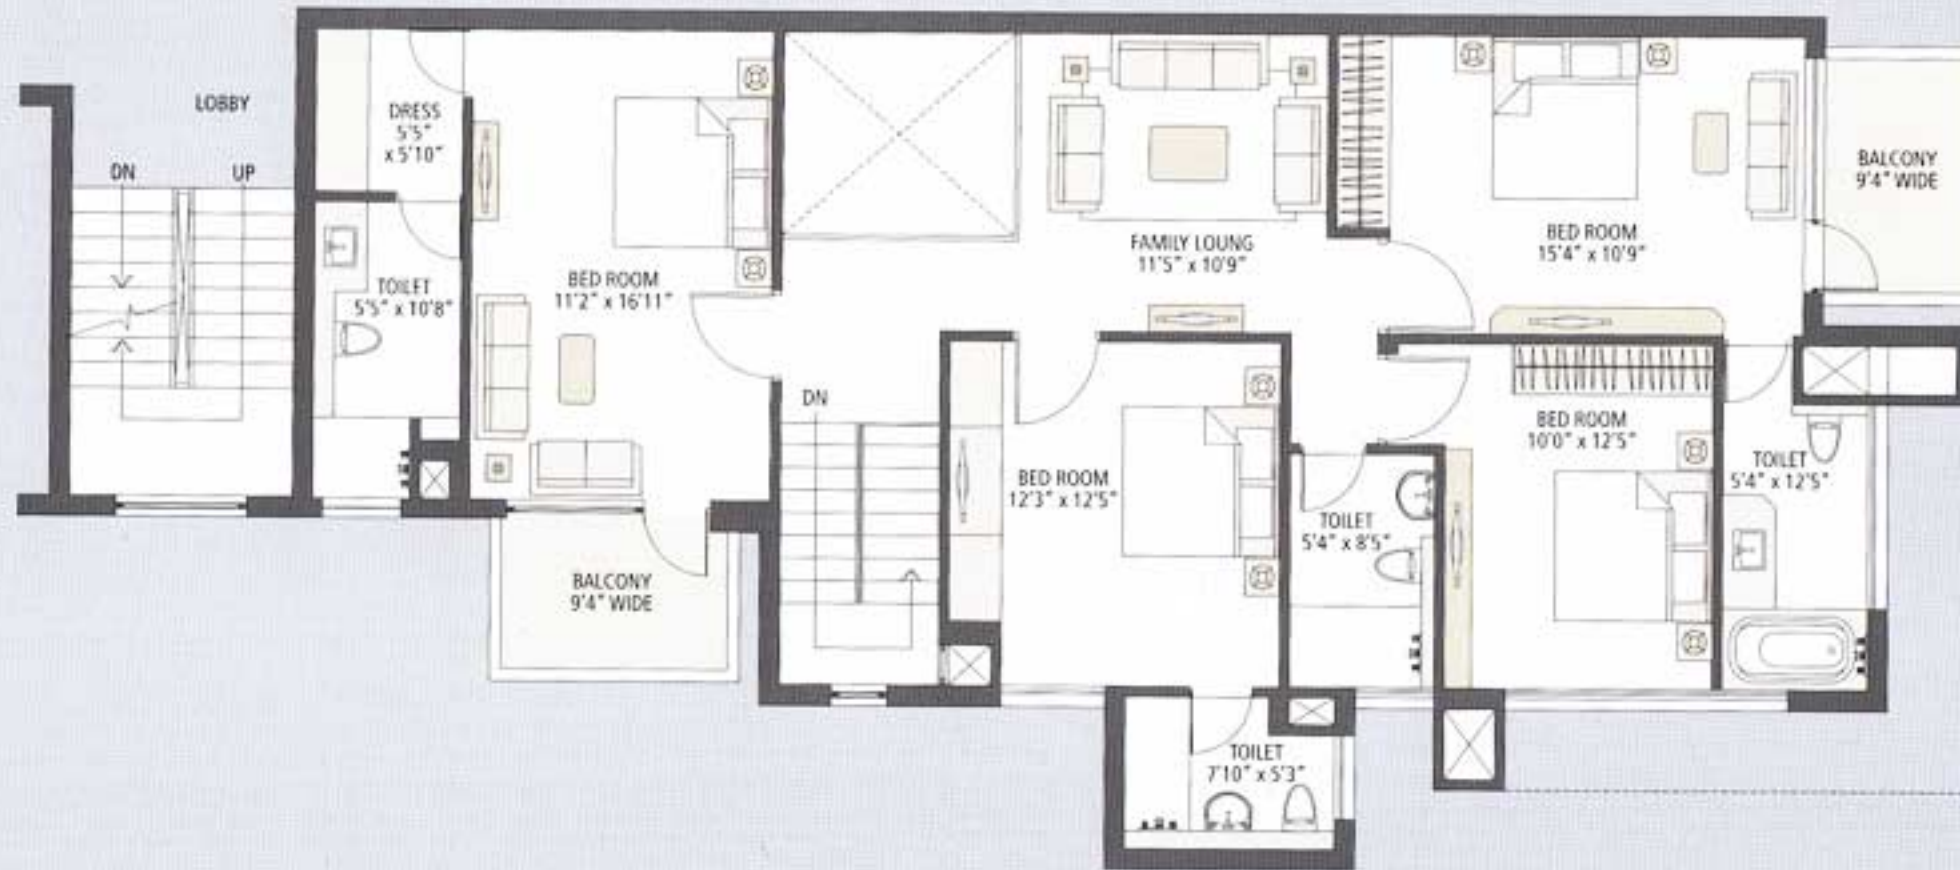 LOBBY
DN
UP
DRESS
5'5"
x 5'10"
TOILET
5'5" x 10'8"
BED ROOM
11'2" x 16'11"
BALCONY
9'4" WIDE
DN
FAMILY LOUNG
11'5" x 10'9"
BED ROOM
15'4" x 10'9"
BALCONY
9'4" WIDE
BED ROOM
12'3" x 12'5"
TOILET
5'4" x 8'5"
BED ROOM
10'0" x 12'5"
TOILET
5'4" x 12'5"
TOILET
7'10" x 5'3"